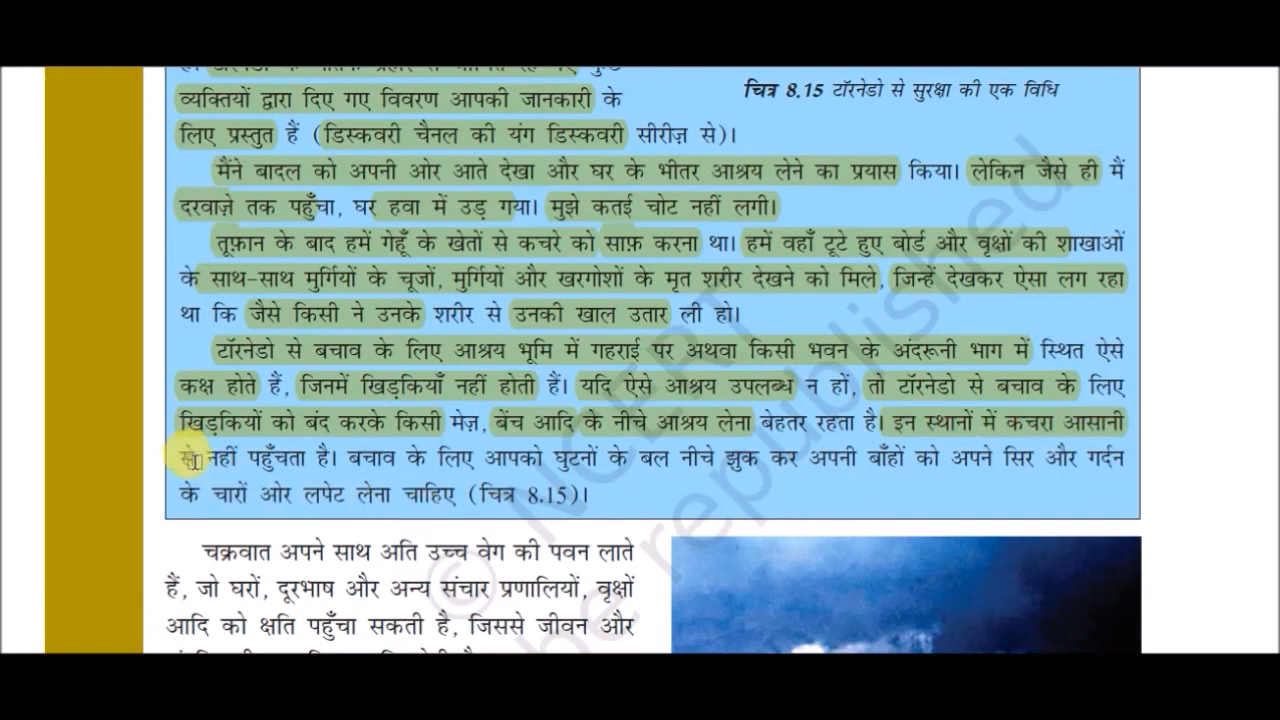 चित्र 8.15 टॉरनेडो से सुरक्षा की एक विधि
व्यक्तियों द्वारा दिए गए विवरण आपकी जानकारी के
लिए प्रस्तुत हैं (डिस्कवरी चैनल की यंग डिस्कवरी सीरीज़ से)।
मैंने बादल को अपनी ओर आते देखा और घर के भीतर आश्रय लेने का प्रयास किया। लेकिन जैसे ही मैं
दरवाज़े तक पहुँचा, घर हवा में उड़ गया। मुझे कतई चोट नहीं लगी।
तूफ़ान के बाद हमें गेहूँ के खेतों से कचरे को साफ़ करना था। हमें वहाँ टूटे हुए बोर्ड और वृक्षों की शाखाओं
के साथ-साथ मुर्गियों के चूजों, मुर्गियों और खरगोशों के मृत शरीर देखने को मिले, जिन्हें देखकर ऐसा लग रहा
था कि जैसे किसी ने उनके शरीर से उनकी खाल उतार ली हो।
टॉरनेडो से बचाव के लिए आश्रय भूमि में गहराई पर अथवा किसी भवन के अंदरूनी भाग में स्थित ऐसे
कक्ष होते हैं, जिनमें खिड़कियाँ नहीं होती हैं। यदि ऐसे आश्रय उपलब्ध न हों, तो टॉरनेडो से बचाव के लिए
खिड़कियों को बंद करके किसी मेज़, बेंच आदि के नीचे आश्रय लेना बेहतर रहता है। इन स्थानों में कचरा आसानी
से नहीं पहुँचता है। बचाव के लिए आपको घुटनों के बल नीचे झुक कर अपनी बाँहों को अपने सिर और गर्दन
के चारों ओर लपेट लेना चाहिए (चित्र 8.15)।
चक्रवात अपने साथ अति उच्च वेग की पवन लाते
हैं, जो घरों, दूरभाष और अन्य संचार प्रणालियों, वृक्षों
आदि को क्षति पहुँचा सकती है, जिससे जीवन और
© NCERT
be republished